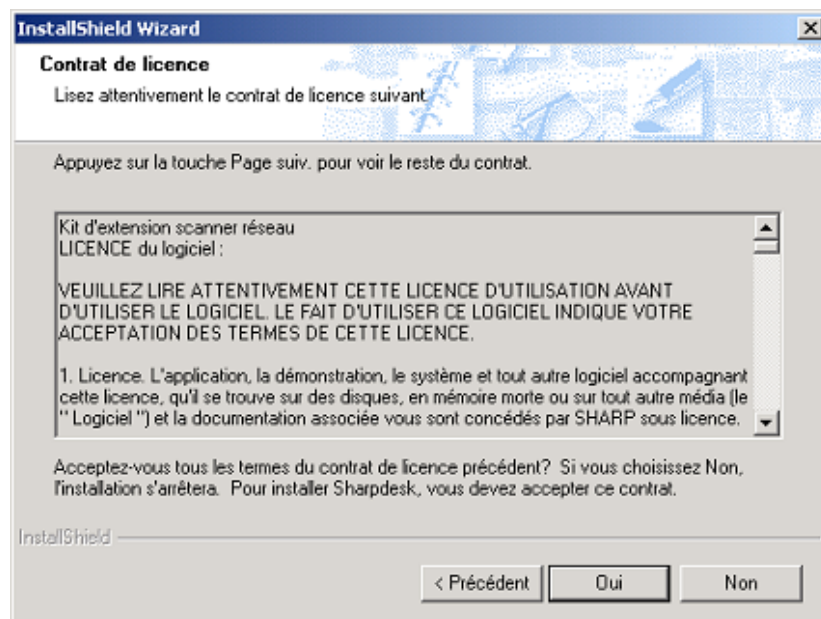 InstallShield Wizard
Contrat de licence
Lisez attentivement le contrat de licence suivant.
Appuyez sur la touche Page suiv. pour voir le reste du contrat.
Kit d'extension scanner réseau
LICENCE du logiciel :
VEUILLEZ LIRE ATTENTIVEMENT CETTE LICENCE D'UTILISATION AVANT
D'UTILISER LE LOGICIEL. LE FAIT D'UTILISER CE LOGICIEL INDIQUE VOTRE
ACCEPTATION DES TERMES DE CETTE LICENCE.
1. Licence. L'application, la démonstration, le système et tout autre logiciel accompagnant
cette licence, qu'il se trouve sur des disques, en mémoire morte ou sur tout autre média (le
" Logiciel ") et la documentation associée vous sont concédés par SHARP sous licence.
Acceptez-vous tous les termes du contrat de licence précédent? Si vous choisissez Non,
l'installation s'arrêtera. Pour installer Sharpdesk, vous devez accepter ce contrat.
InstallShield
< Précédent Oui Non